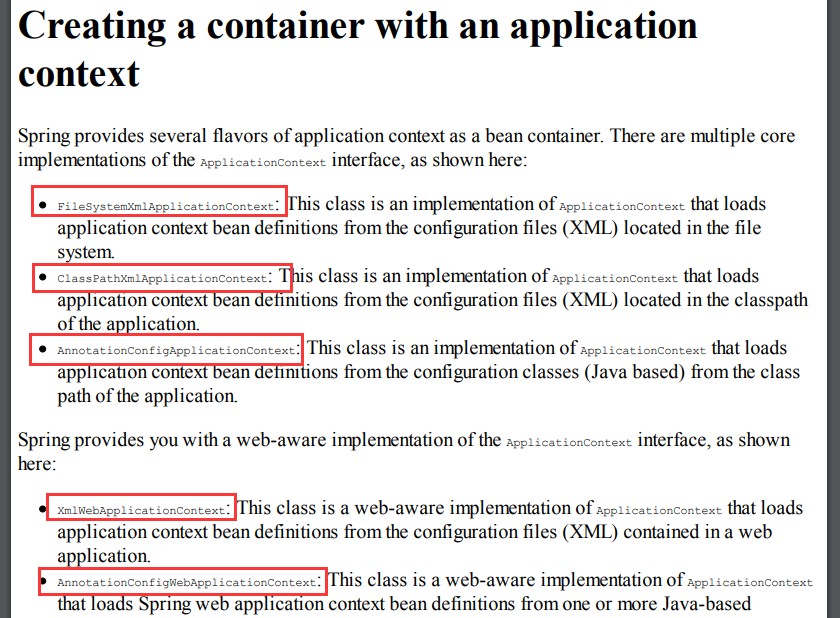 Creating a container with an application
context
Spring provides several flavors of application context as a bean container. There are multiple core
implementations of the ApplicationContext interface, as shown here:
• FileSystemXmlApplicationContext: This class is an implementation of ApplicationContext that loads
application context bean definitions from the configuration files (XML) located in the file
system.
• ClassPathXmlApplicationContext: This class is an implementation of ApplicationContext that loads
application context bean definitions from the configuration files (XML) located in the classpath
of the application.
• AnnotationConfigApplicationContext: This class is an implementation of ApplicationContext that loads
application context bean definitions from the configuration classes (Java based) from the class
path of the application.
Spring provides you with a web-aware implementation of the ApplicationContext interface, as shown
here:
• XmlWebApplicationContext: This class is a web-aware implementation of ApplicationContext that loads
application context bean definitions from the configuration files (XML) contained in a web
application.
• AnnotationConfigWebApplicationContext: This class is a web-aware implementation of ApplicationContext
that loads Spring web application context bean definitions from one or more Java-based